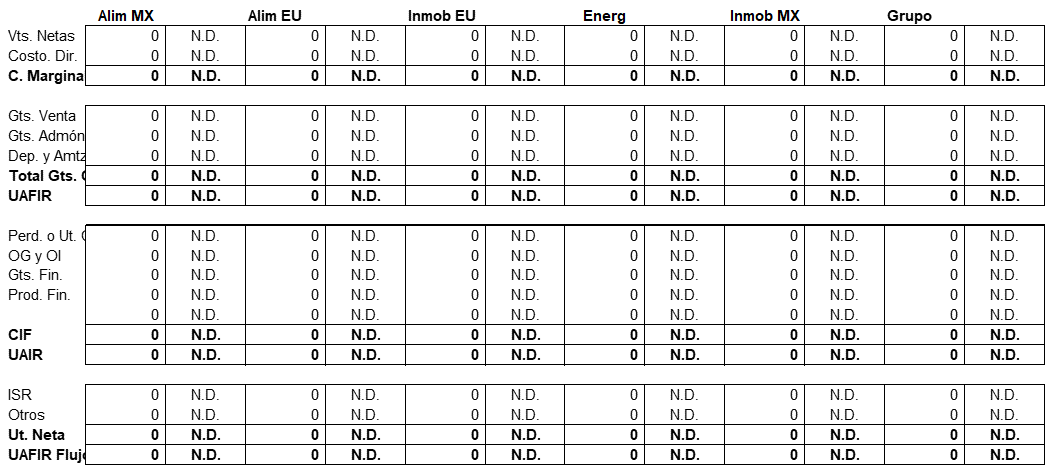 Alim MX Alim EU Inmob EU Energ Inmob MX Grupo
Vts. Netas 0 N.D. 0 N.D. 0 N.D. 0 N.D. 0 N.D. 0 N.D.
Costo. Dir. 0 N.D. 0 N.D. 0 N.D. 0 N.D. 0 N.D. 0 N.D.
C. Margina 0 N.D. 0 N.D. 0 N.D. 0 N.D. 0 N.D. 0 N.D.
Gts. Venta 0 N.D. 0 N.D. 0 N.D. 0 N.D. 0 N.D. 0 N.D.
Gts. Admón 0 N.D. 0 N.D. 0 N.D. 0 N.D. 0 N.D. 0 N.D.
Dep. y Amtz 0 N.D. 0 N.D. 0 N.D. 0 N.D. 0 N.D. 0 N.D.
Total Gts. 0 N.D. 0 N.D. 0 N.D. 0 N.D. 0 N.D. 0 N.D.
UAFIR 0 N.D. 0 N.D. 0 N.D. 0 N.D. 0 N.D. 0 N.D.
Perd. o Ut. 0 N.D. 0 N.D. 0 N.D. 0 N.D. 0 N.D. 0 N.D.
OG y OI 0 N.D. 0 N.D. 0 N.D. 0 N.D. 0 N.D. 0 N.D.
Gts. Fin. 0 N.D. 0 N.D. 0 N.D. 0 N.D. 0 N.D. 0 N.D.
Prod. Fin. 0 N.D. 0 N.D. 0 N.D. 0 N.D. 0 N.D. 0 N.D.
0 N.D. 0 N.D. 0 N.D. 0 N.D. 0 N.D. 0 N.D.
CIF 0 N.D. 0 N.D. 0 N.D. 0 N.D. 0 N.D. 0 N.D.
UAIR 0 N.D. 0 N.D. 0 N.D. 0 N.D. 0 N.D. 0 N.D.
ISR 0 N.D. 0 N.D. 0 N.D. 0 N.D. 0 N.D. 0 N.D.
Otros 0 N.D. 0 N.D. 0 N.D. 0 N.D. 0 N.D. 0 N.D.
Ut. Neta 0 N.D. 0 N.D. 0 N.D. 0 N.D. 0 N.D. 0 N.D.
UAFIR Flujo 0 N.D. 0 N.D. 0 N.D. 0 N.D. 0 N.D. 0 N.D.